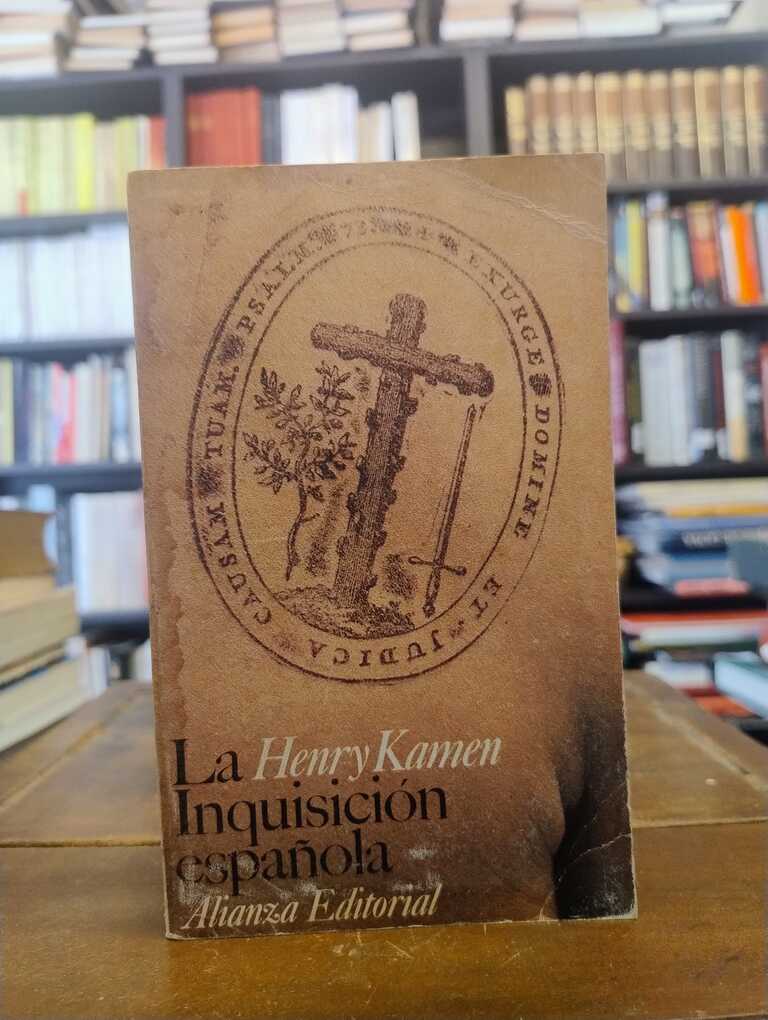 EXURGE DOMINE ET JUDICA CAUSAM TUAM PSALM 73
La Henry Kamen
Inquisición
española
Alianza Editorial